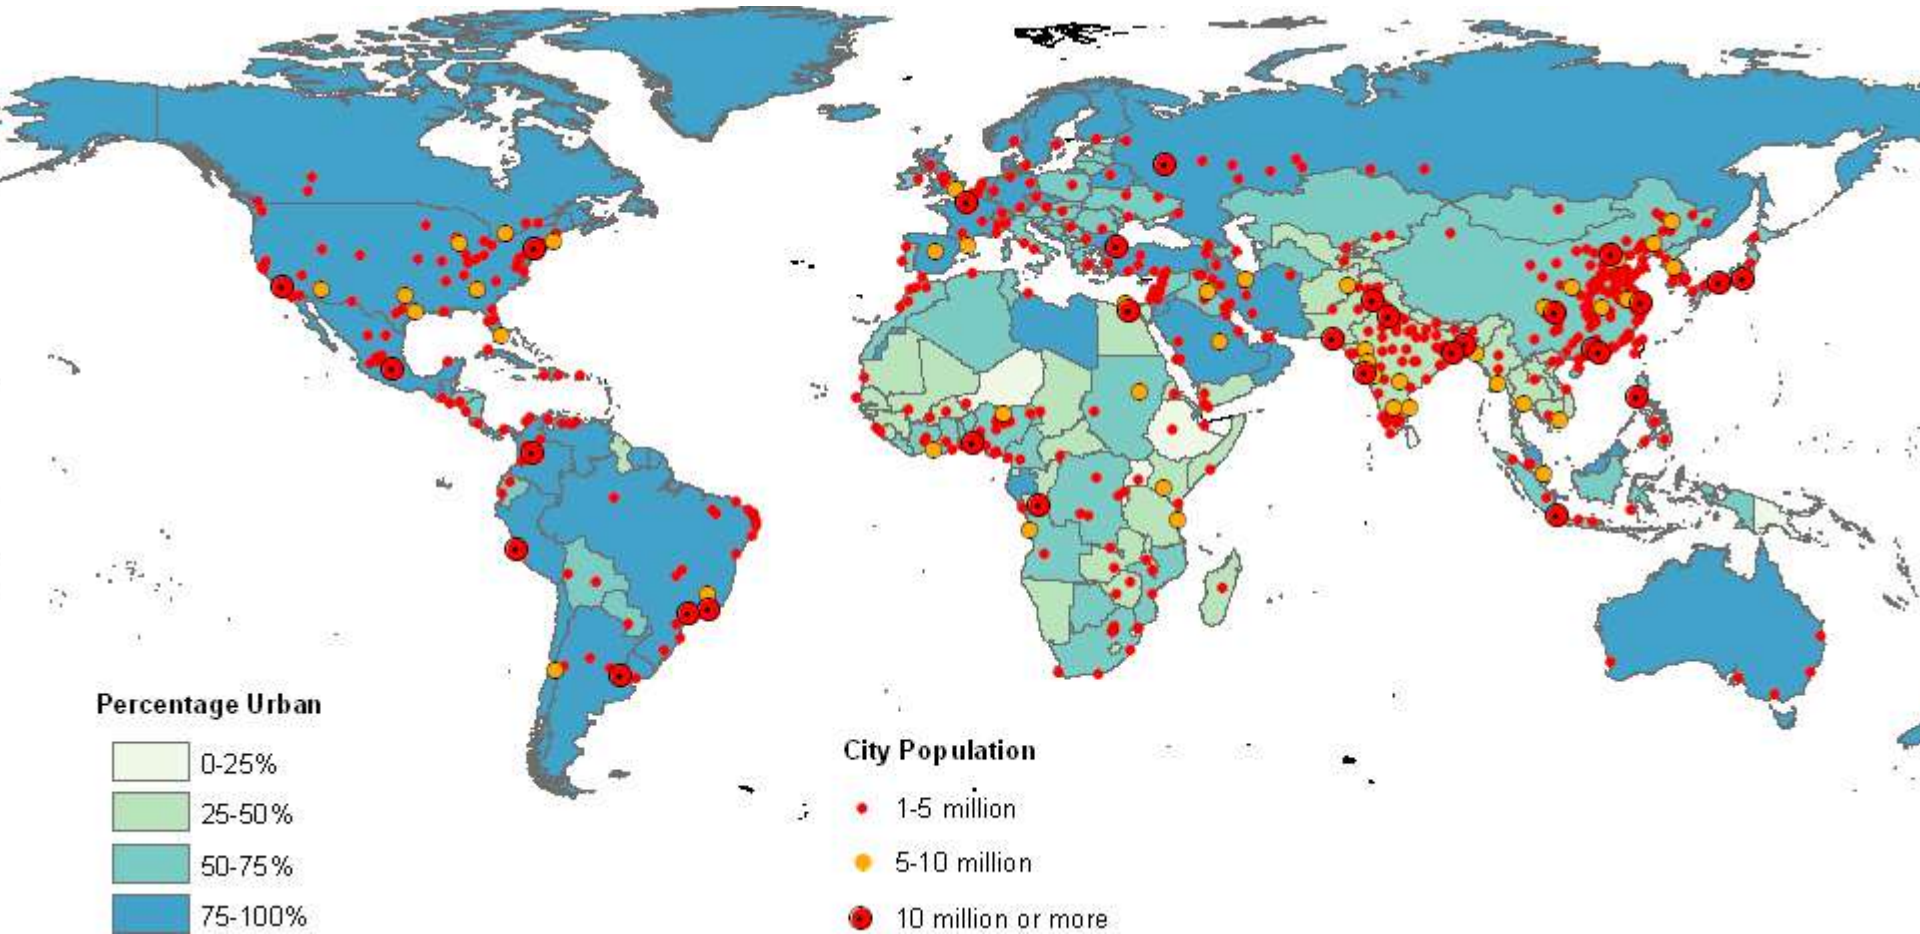 Percentage Urban
0-25%
25-50%
50-75%
75-100%
City Population
1-5 million
5-10 million
10 million or more